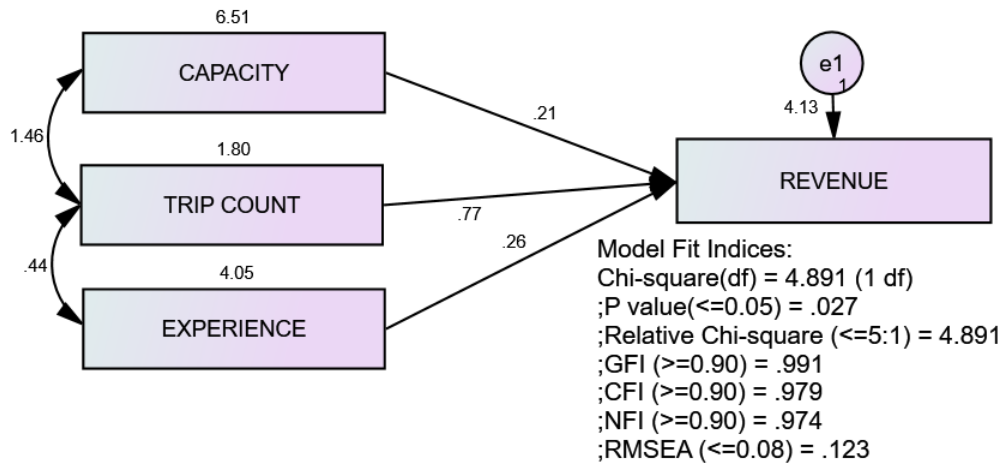 6.51
CAPACITY
e1
1
4.13
.21
1.46
1.80
TRIP COUNT
REVENUE
.77
.26
.44
4.05
EXPERIENCE
Model Fit Indices:
Chi-square(df) = 4.891 (1 df)
;P value(<=0.05) = .027
;Relative Chi-square (<=5:1) = 4.891
;GFI (>=0.90) = .991
;CFI (>=0.90) = .979
;NFI (>=0.90) = .974
;RMSEA (<=0.08) = .123